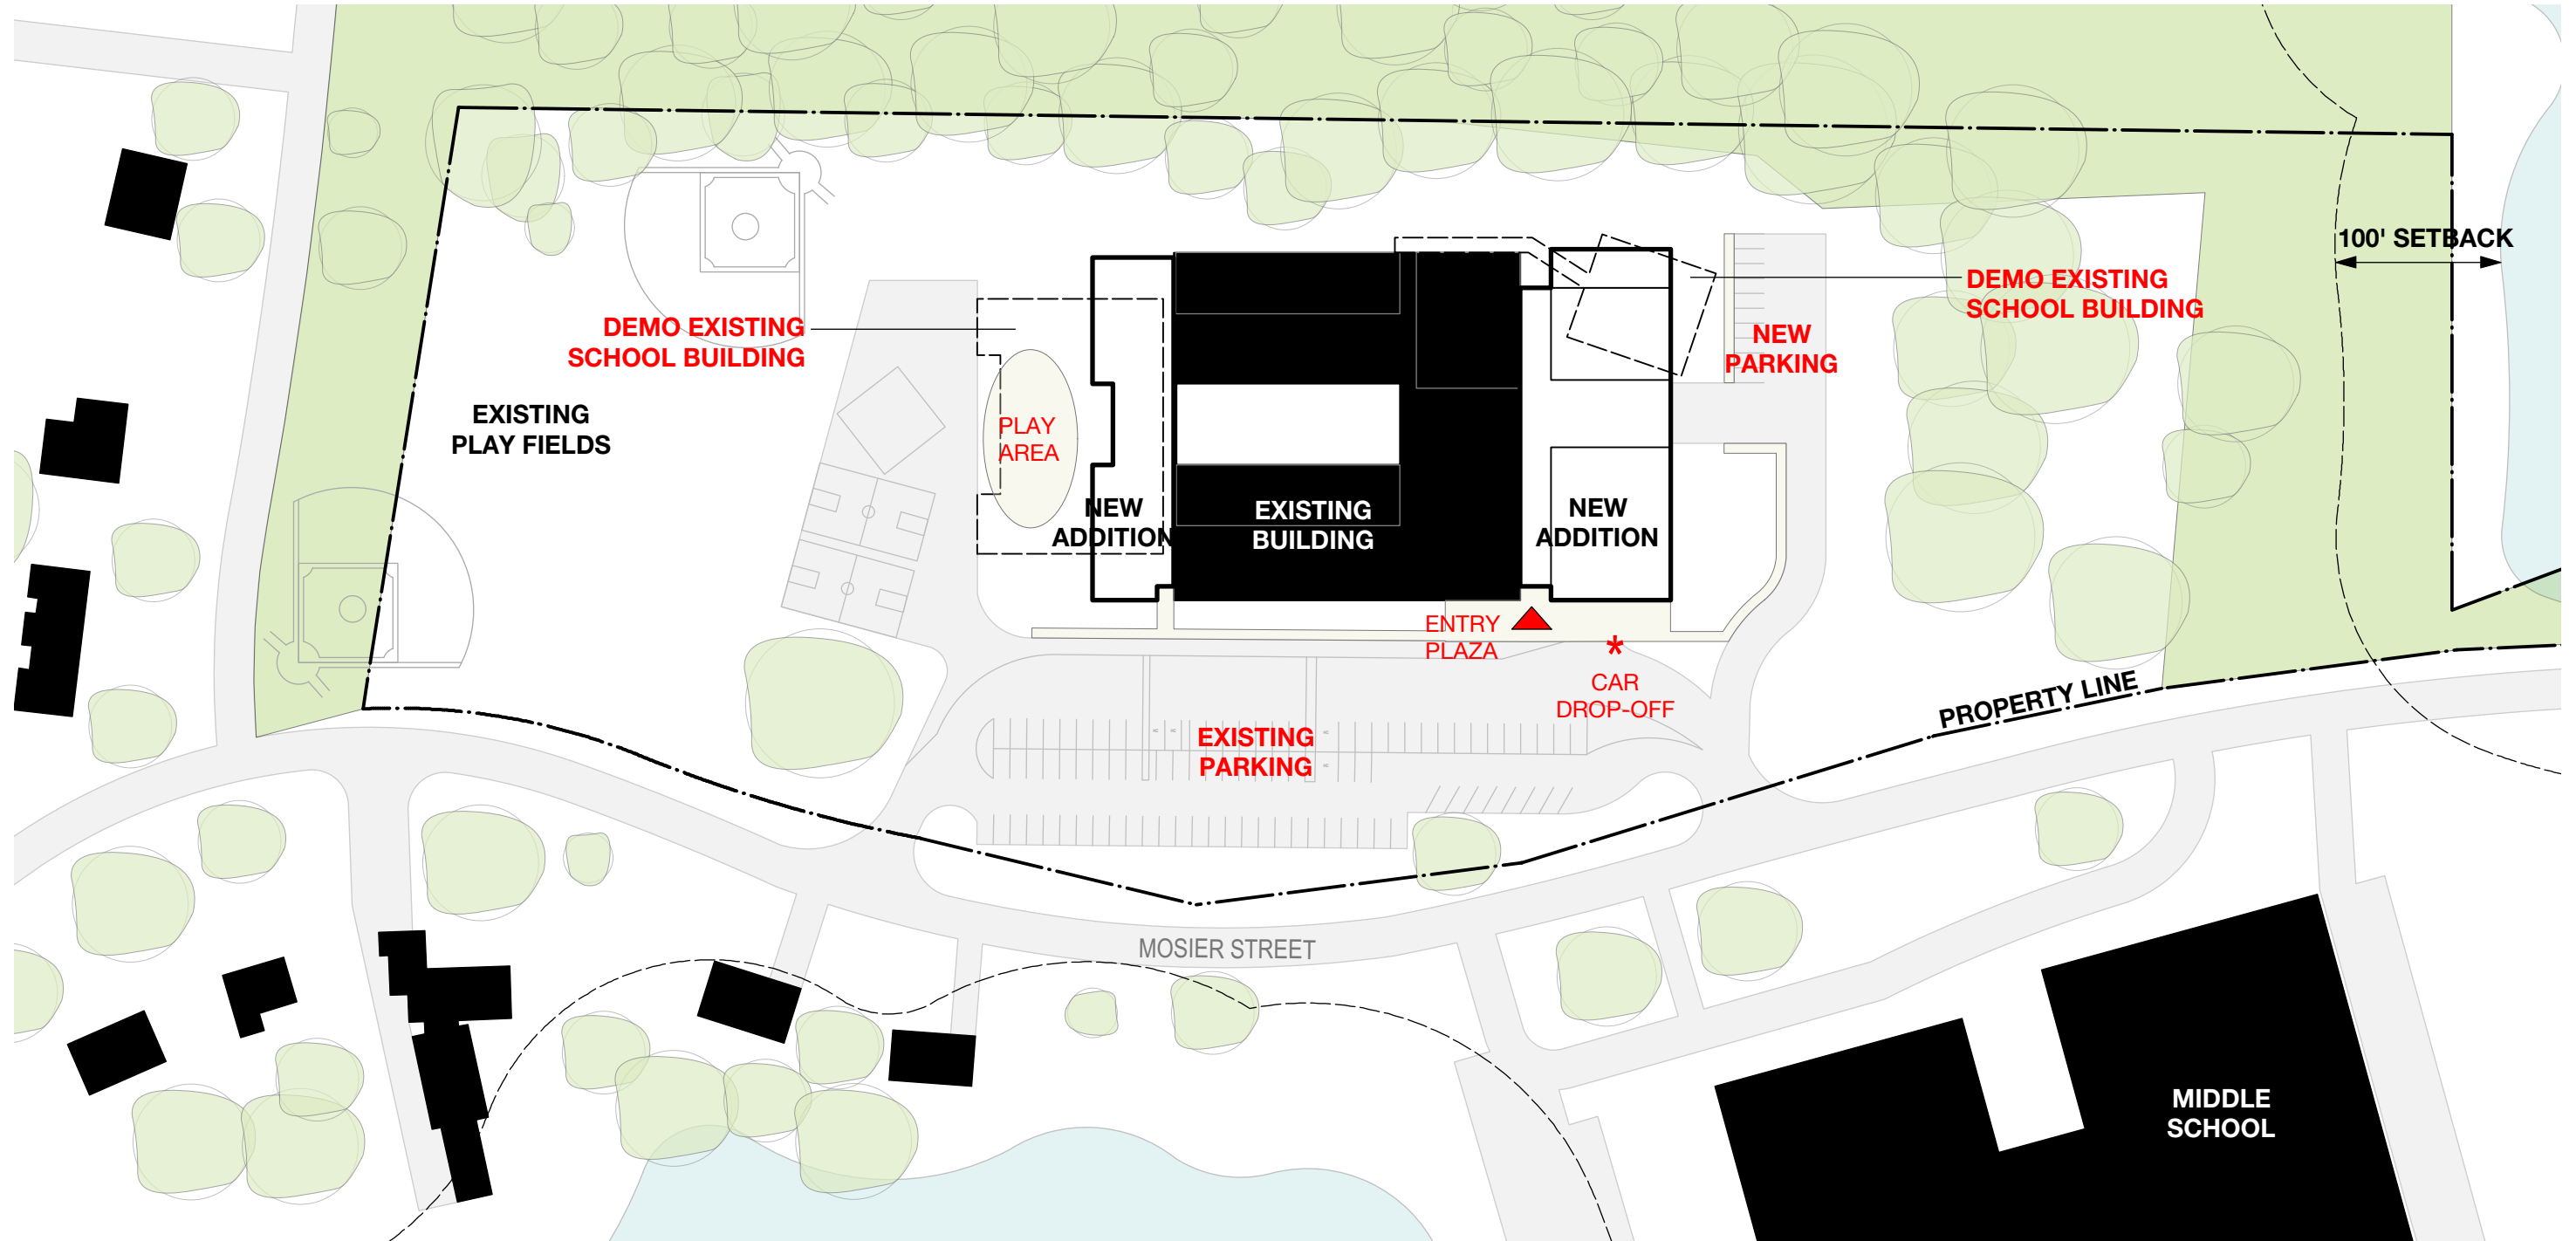 100' SETBACK
DEMO EXISTING
SCHOOL BUILDING
DEMO EXISTING
SCHOOL BUILDING
NEW
PARKING
EXISTING
PLAY FIELDS
PLAY
AREA
NEW
ADDITION
EXISTING
BUILDING
NEW
ADDITION
ENTRY
PLAZA
*
CAR
DROP-OFF
PROPERTY LINE
EXISTING
PARKING
MOSIER STREET
MIDDLE
SCHOOL